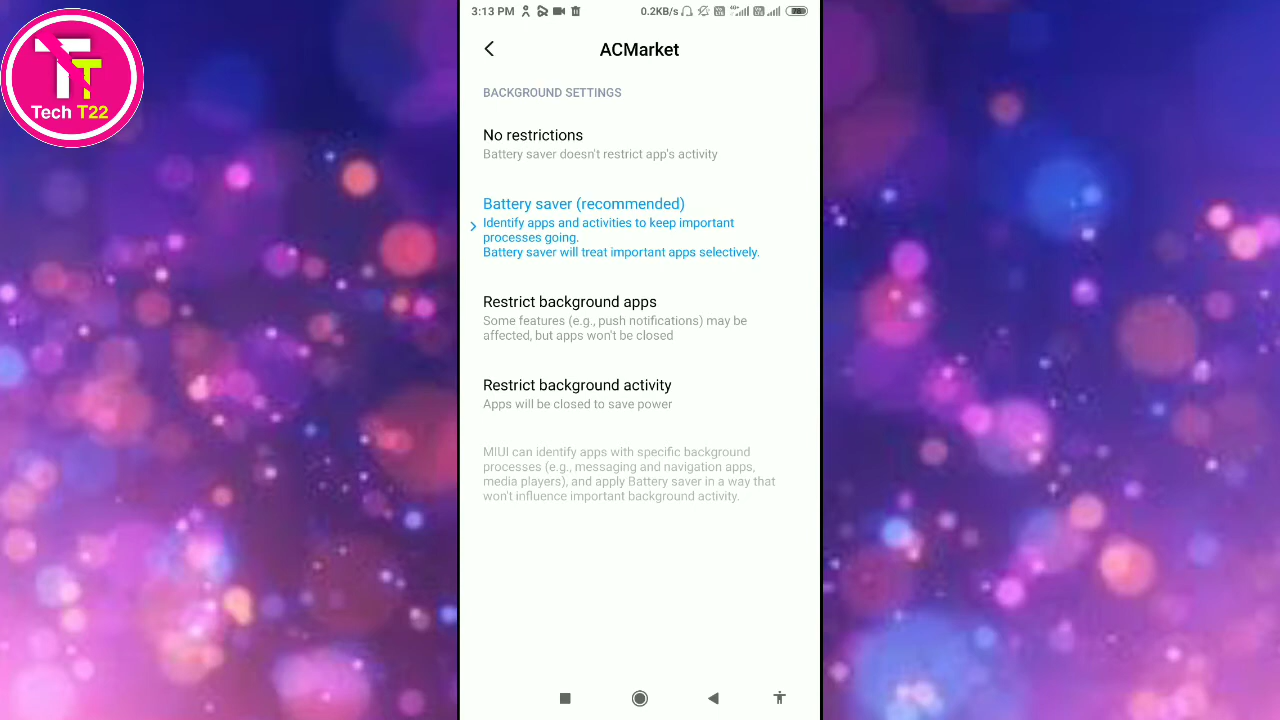 Tech T22
3:13 PM
0.2KB/s
78
ACMarket
BACKGROUND SETTINGS
No restrictions
Battery saver doesn't restrict app's activity
Battery saver (recommended)
Identify apps and activities to keep important
processes going.
Battery saver will treat important apps selectively.
Restrict background apps
Some features (e.g., push notifications) may be
affected, but apps won't be closed
Restrict background activity
Apps will be closed to save power
MIUI can identify apps with specific background
processes (e.g., messaging and navigation apps,
media players), and apply Battery saver in a way that
won't influence important background activity.